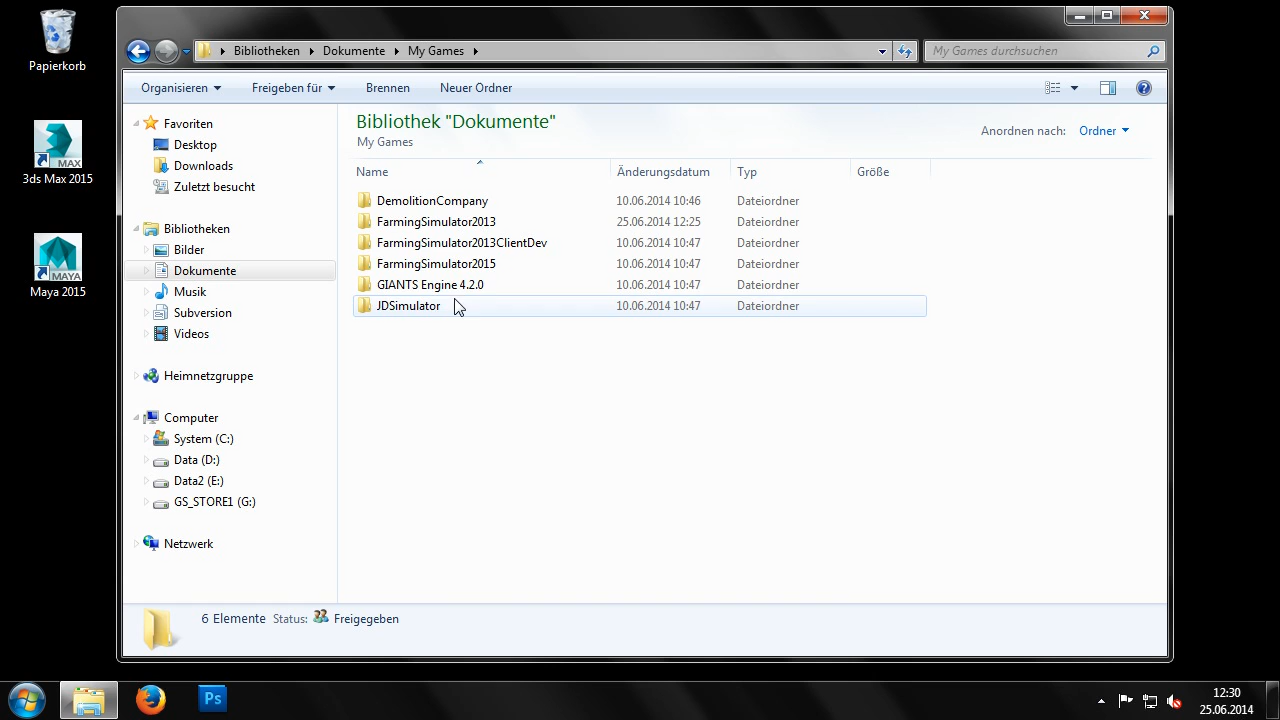 Papierkorb
3ds Max 2015
MAX
Maya 2015
MAYA
Bibliotheken Dokumente My Games
My Games durchsuchen
Organisieren Freigeben für Brennen Neuer Ordner
Favoriten
Desktop
Downloads
Zuletzt besucht
Bibliotheken
Bilder
Dokumente
Musik
Subversion
Videos
Heimnetzgruppe
Computer
System (C:)
Data (D:)
Data2 (E:)
GS_STORE1 (G:)
Netzwerk
Bibliothek "Dokumente"
My Games
Anordnen nach: Ordner
Name Änderungsdatum Typ Größe
DemolitionCompany 10.06.2014 10:46 Dateiordner
FarmingSimulator2013 25.06.2014 12:25 Dateiordner
FarmingSimulator2013ClientDev 10.06.2014 10:47 Dateiordner
FarmingSimulator2015 10.06.2014 10:47 Dateiordner
GIANTS Engine 4.2.0 10.06.2014 10:47 Dateiordner
JDSimulator 10.06.2014 10:47 Dateiordner
6 Elemente Status: Freigegeben
Ps
12:30
25.06.2014